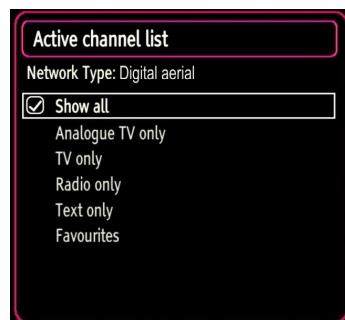 Active channel list
Network Type: Digital aerial
Show all
Analogue TV only
TV only
Radio only
Text only
Favourites